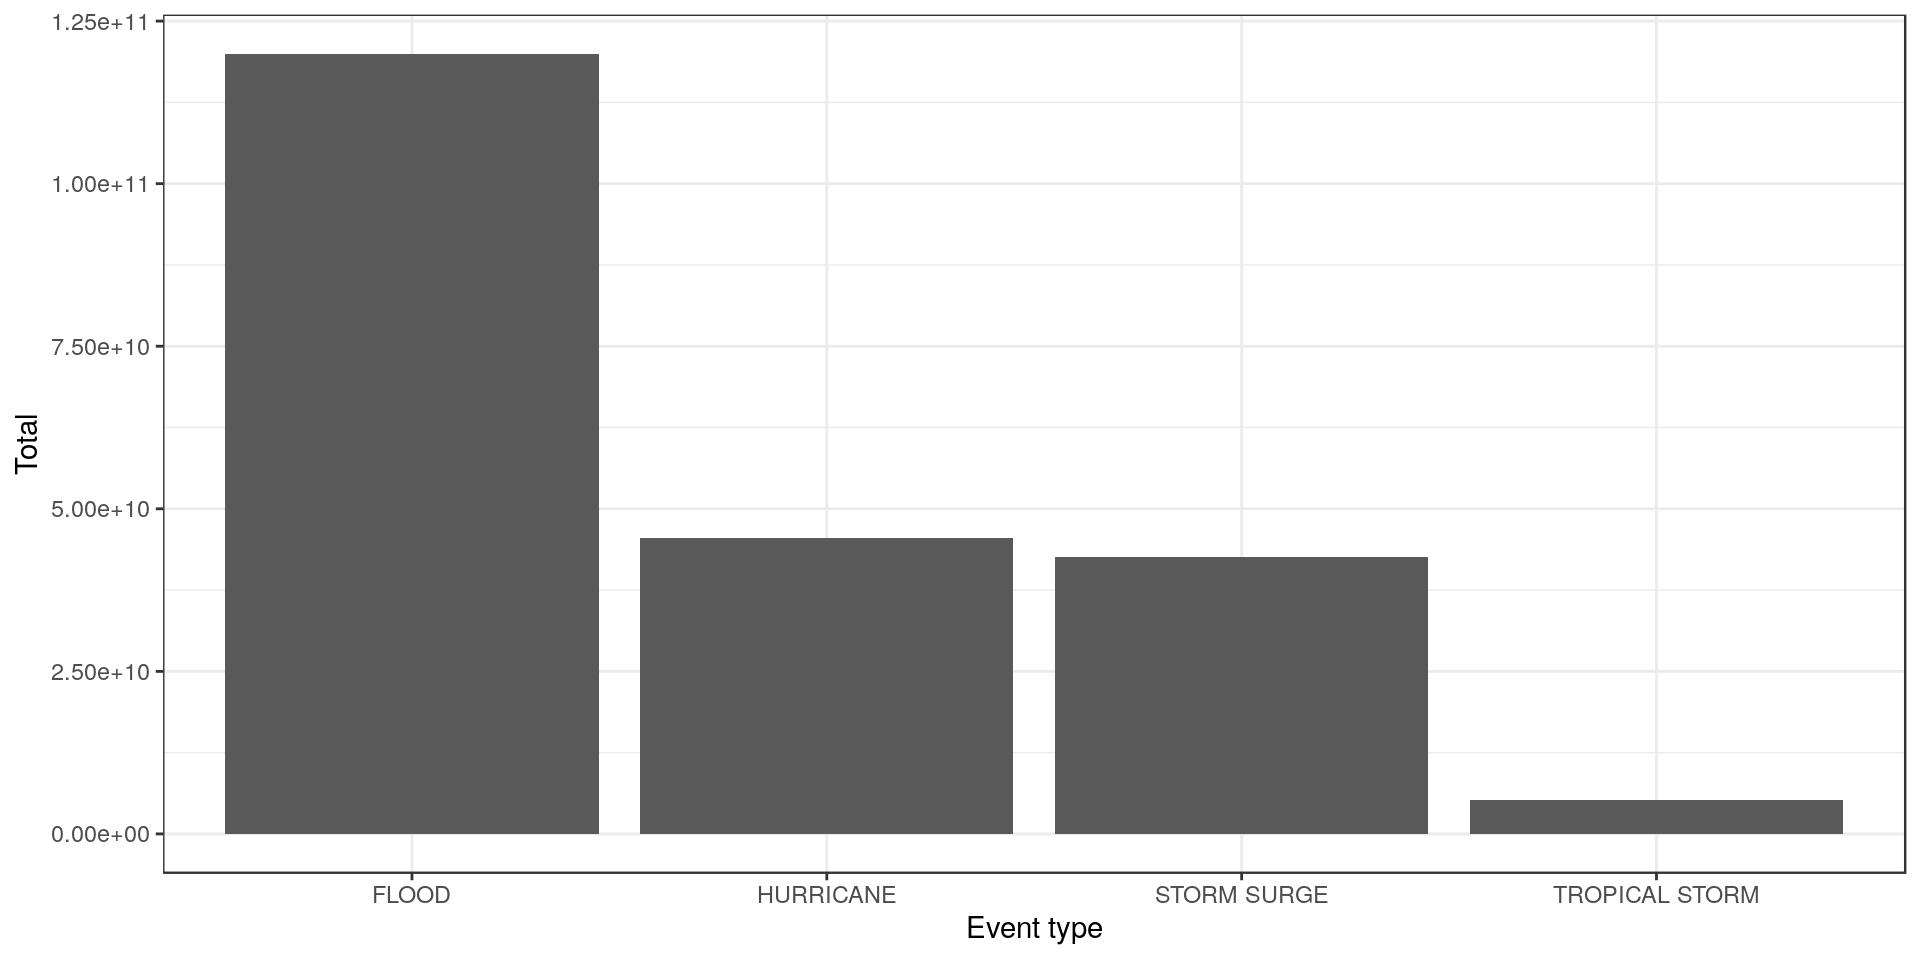 1.25e+11
1.00e+11
7.50e+10
5.00e+10
2.50e+10
0.00e+00
Total
FLOOD
HURRICANE
STORM SURGE
TROPICAL STORM
Event type